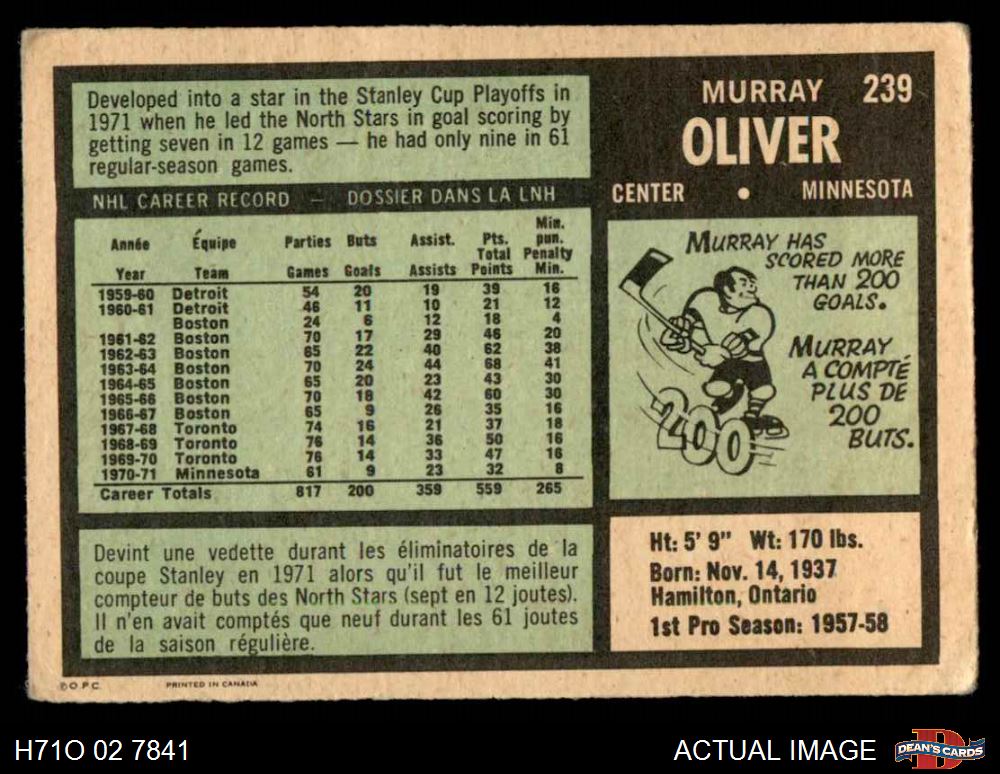 Developed into a star in the Stanley Cup Playoffs in
1971 when he led the North Stars in goal scoring by
getting seven in 12 games — he had only nine in 61
regular-season games.
NHL CAREER RECORD — DOSSIER DANS LA LNH
Année Équipe Parties Buts Assist. Pts. Total Min. pun.
Year Team Games Goals Assists Points Penalty Min.
1959-60 Detroit 54 20 19 39 16
1960-61 Detroit 46 11 10 21 12
Boston 24 6 12 18 4
1961-62 Boston 70 17 29 46 20
1962-63 Boston 65 22 40 62 38
1963-64 Boston 70 24 44 68 41
1964-65 Boston 65 20 23 43 30
1965-66 Boston 70 18 42 60 30
1966-67 Boston 65 9 26 35 16
1967-68 Toronto 74 16 21 37 18
1968-69 Toronto 76 14 36 50 16
1969-70 Toronto 76 14 33 47 16
1970-71 Minnesota 61 9 23 32 8
Career Totals 817 200 359 559 265
Devint une vedette durant les éliminatoires de la
coupe Stanley en 1971 alors qu'il fut le meilleur
compteur de buts des North Stars (sept en 12 joutes).
Il n'en avait comptés que neuf durant les 61 joutes
de la saison régulière.
MURRAY 239
OLIVER
CENTER • MINNESOTA
MURRAY HAS
SCORED MORE
THAN 200
GOALS.
MURRAY
A COMPTÉ
PLUS DE
200
BUTS.
200
Ht: 5' 9" Wt: 170 lbs.
Born: Nov. 14, 1937
Hamilton, Ontario
1st Pro Season: 1957-58
© O.P.C. PRINTED IN CANADA
H71O 02 7841
ACTUAL IMAGE
DEAN'S CARDS